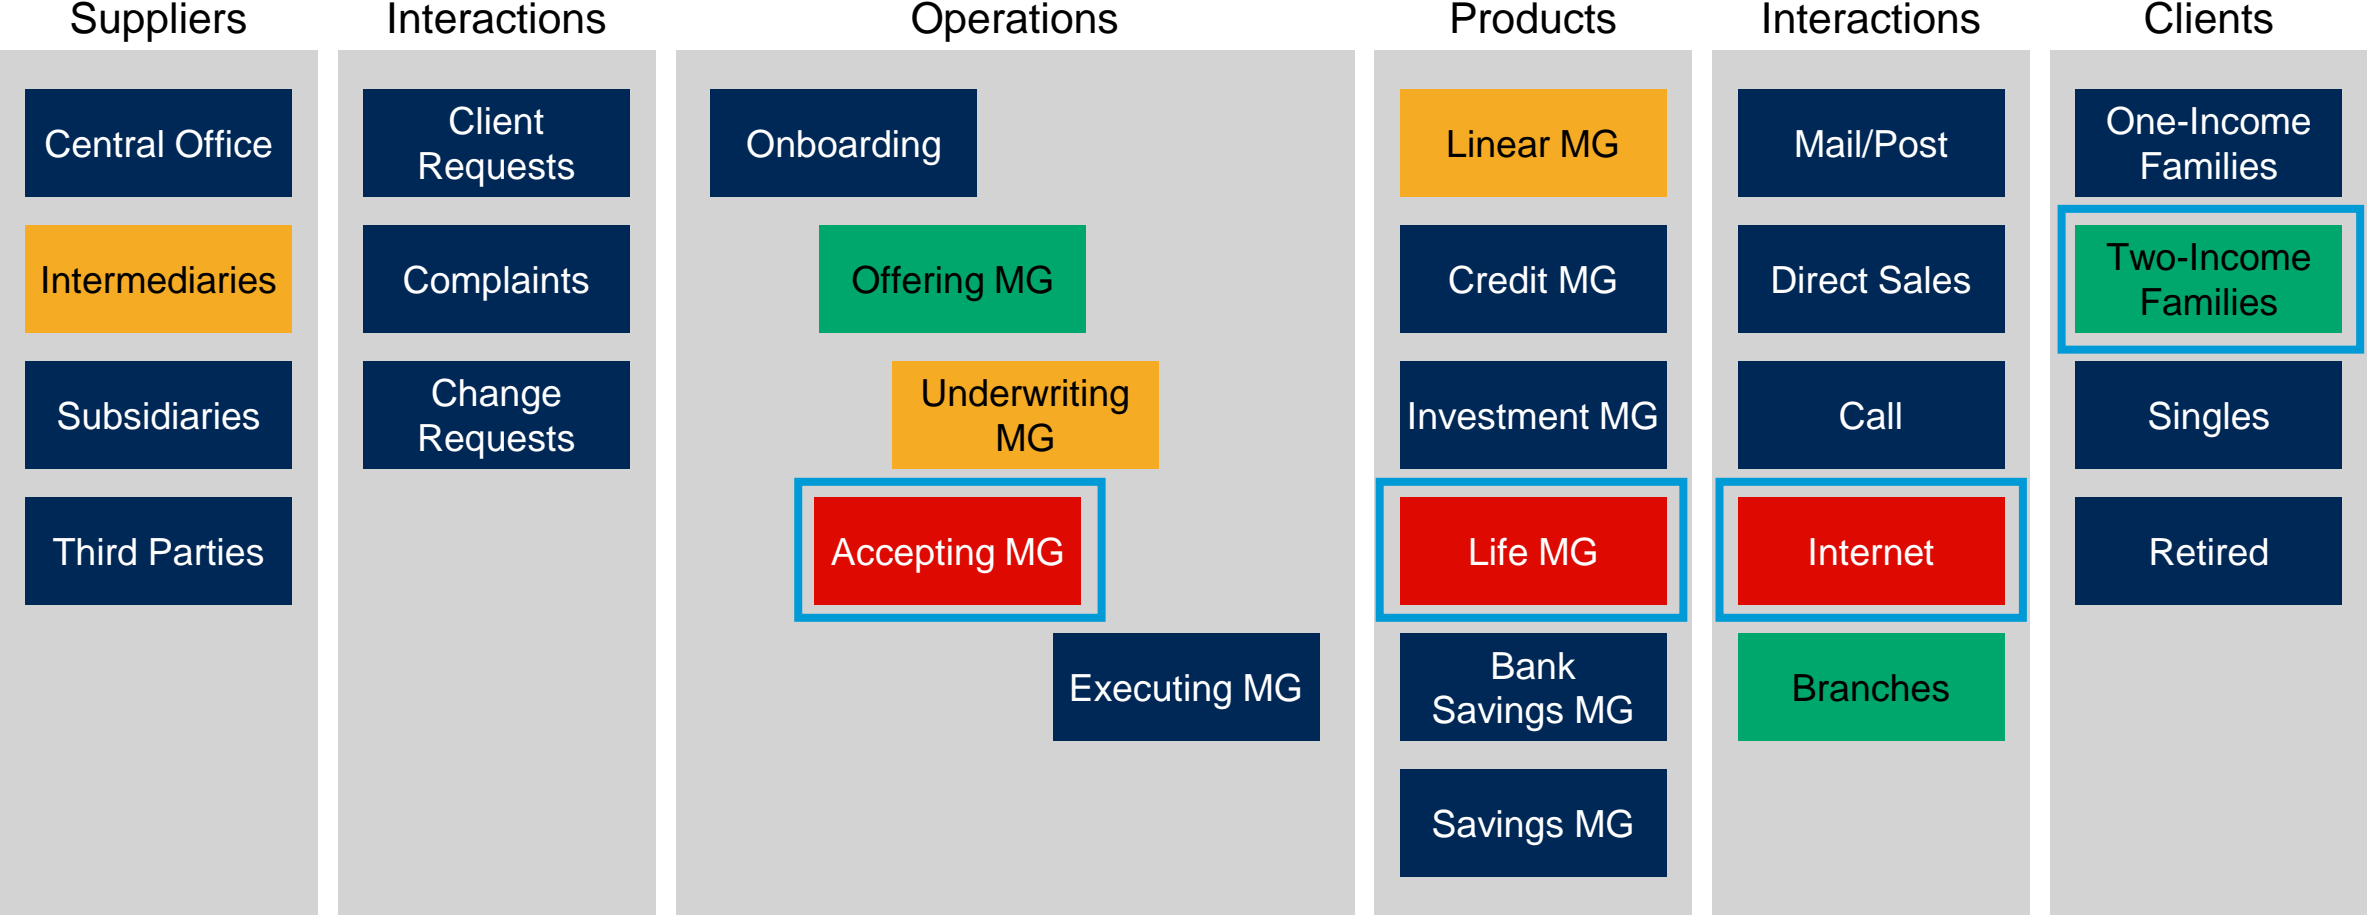 Suppliers
Interactions
Operations
Products
Interactions
Clients
Central Office
Intermediaries
Subsidiaries
Third Parties
Client
Requests
Complaints
Change
Requests
Onboarding
Offering MG
Underwriting
MG
Accepting MG
Executing MG
Linear MG
Credit MG
Investment MG
Life MG
Bank
Savings MG
Savings MG
Mail/Post
Direct Sales
Call
Internet
Branches
One-Income
Families
Two-Income
Families
Singles
Retired